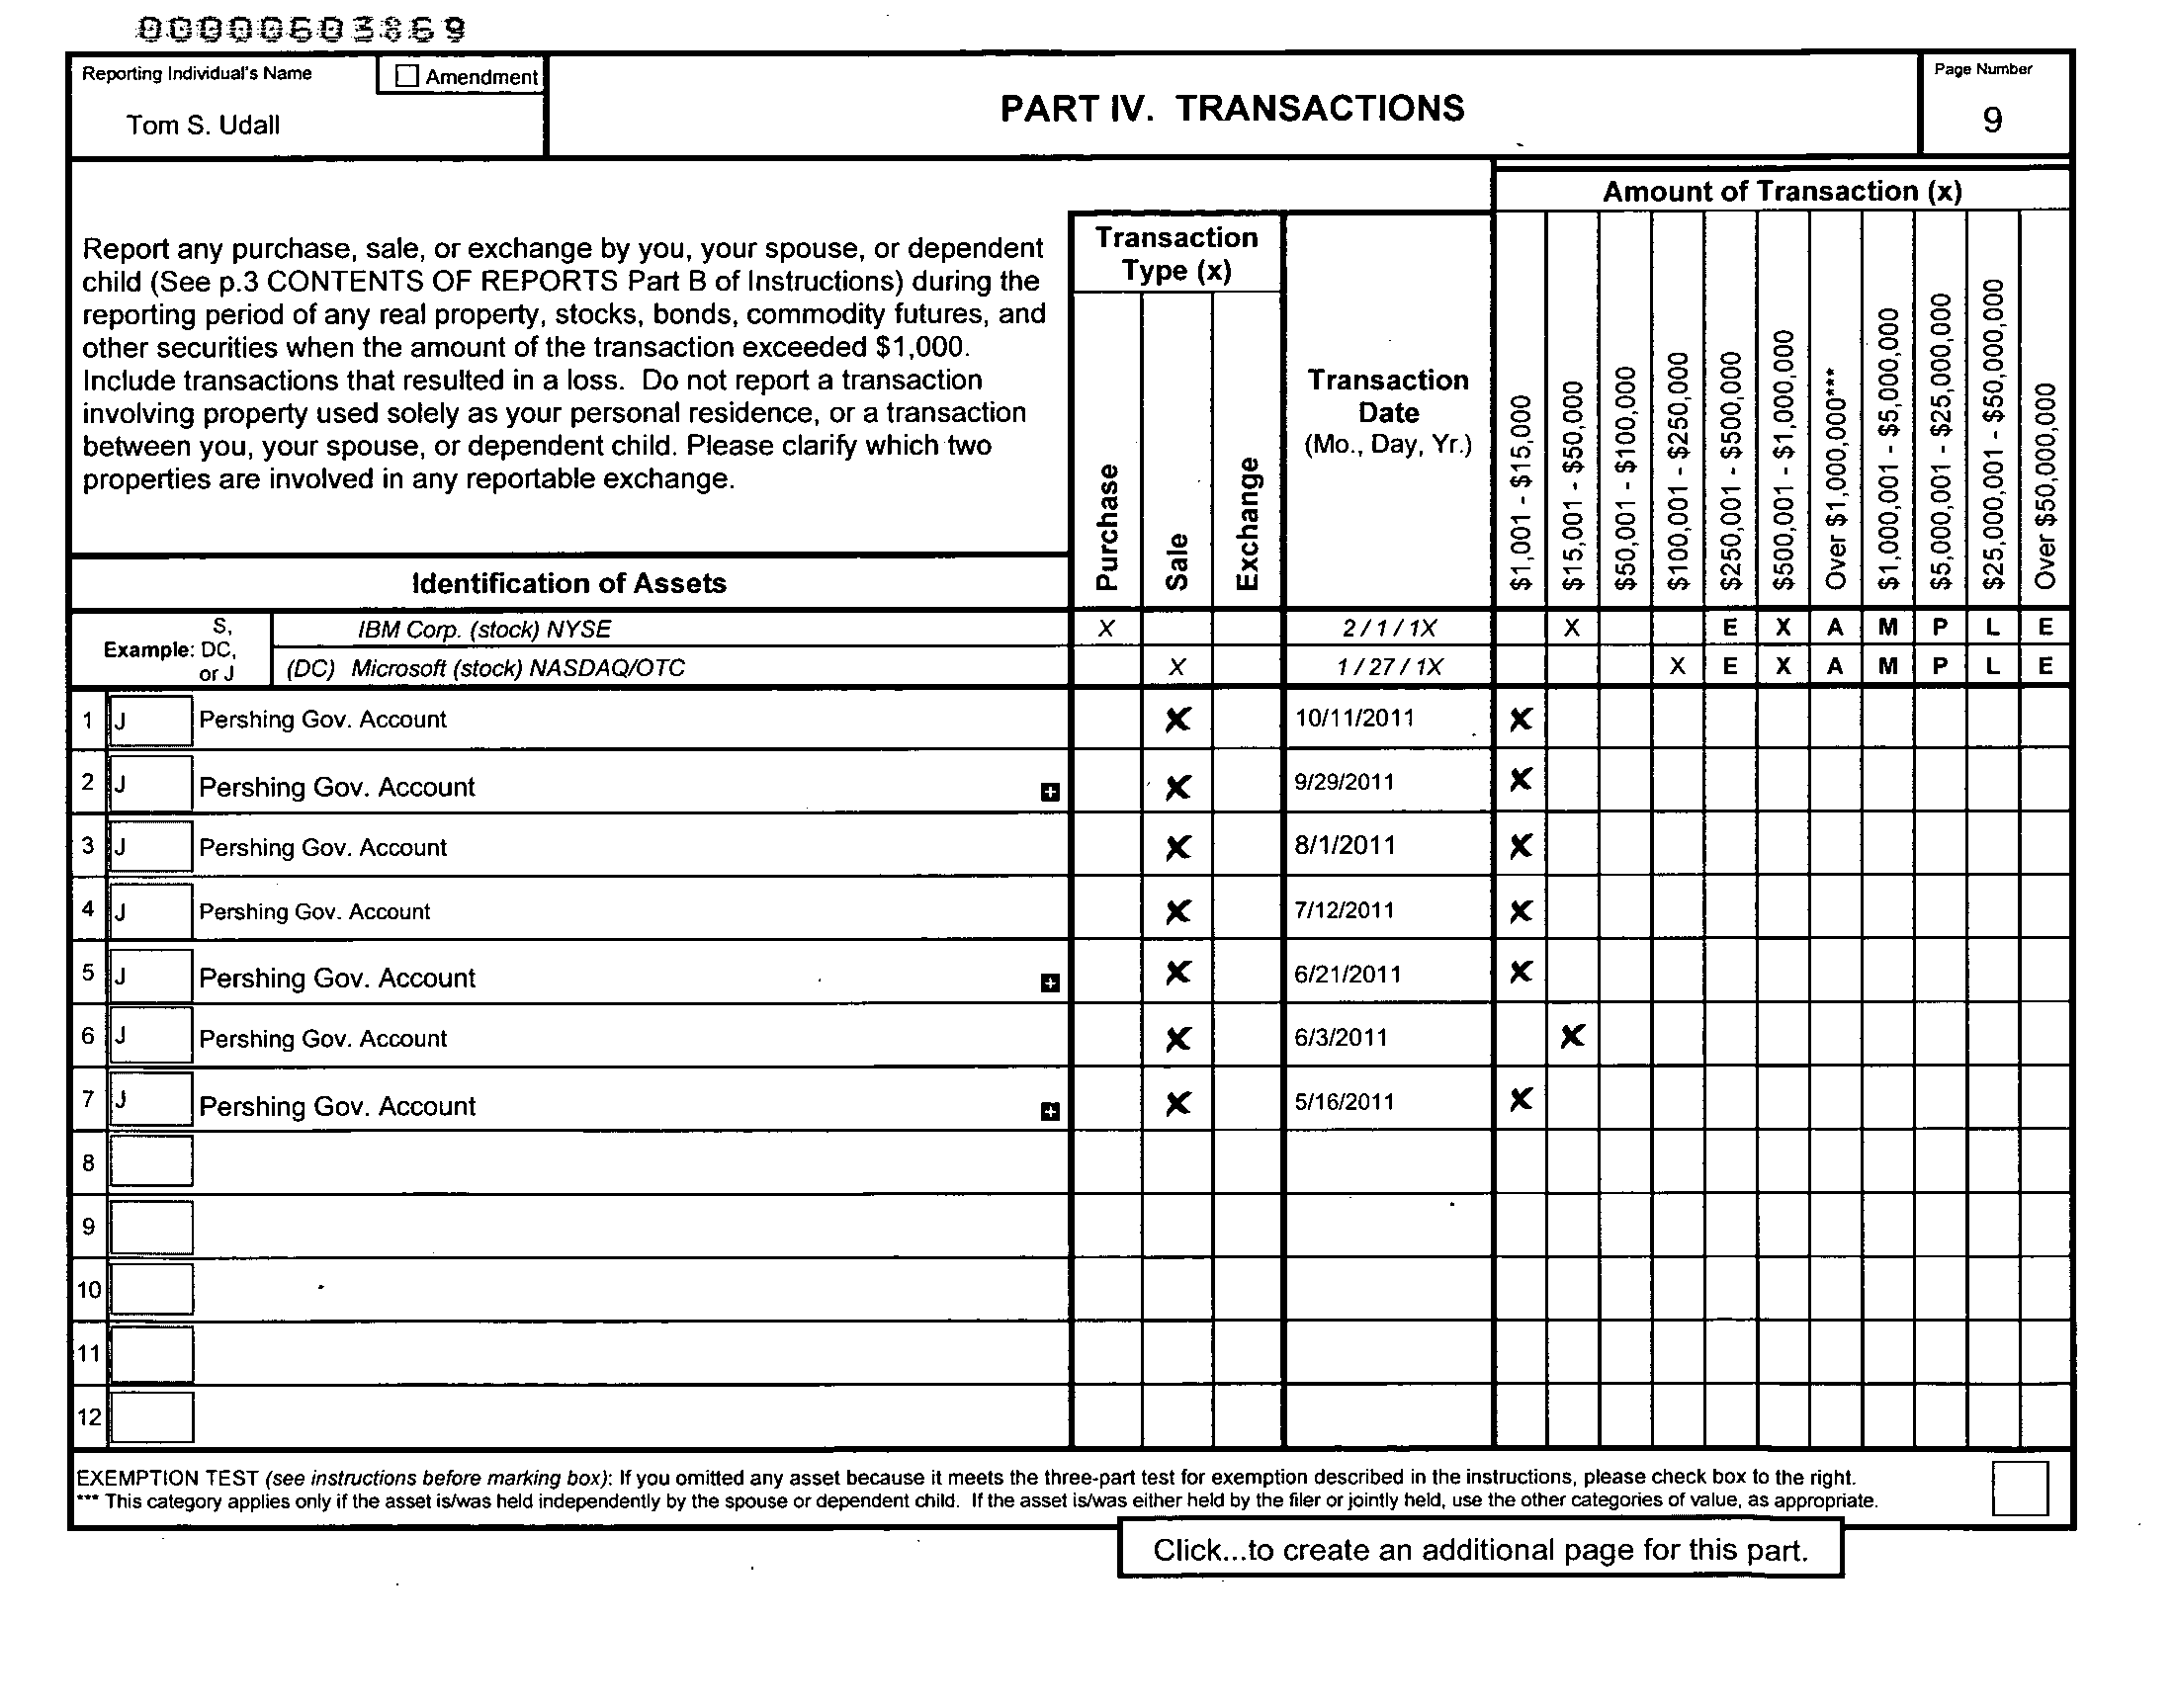 00000603869
Reporting Individual's Name
Amendment
Tom S. Udall
PART IV. TRANSACTIONS
Page Number
9
Amount of Transaction (x)
Report any purchase, sale, or exchange by you, your spouse, or dependent
child (See p.3 CONTENTS OF REPORTS Part B of Instructions) during the
reporting period of any real property, stocks, bonds, commodity futures, and
other securities when the amount of the transaction exceeded $1,000.
Include transactions that resulted in a loss. Do not report a transaction
involving property used solely as your personal residence, or a transaction
between you, your spouse, or dependent child. Please clarify which two
properties are involved in any reportable exchange.
Transaction
Type (x)
Purchase
Sale
Exchange
Transaction
Date
(Mo., Day, Yr.)
$1,001 - $15,000
$15,001 - $50,000
$50,001 - $100,000
$100,001 - $250,000
$250,001 - $500,000
$500,001 - $1,000,000
Over $1,000,000***
$1,000,001 - $5,000,000
$5,000,001 - $25,000,000
$25,000,001 - $50,000,000
Over $50,000,000
Identification of Assets
Example: S, DC, or J
IBM Corp. (stock) NYSE X 2 / 1 / 1X X E X A M P L E
(DC) Microsoft (stock) NASDAQ/OTC X 1 / 27 / 1X X E X A M P L E
1 J Pershing Gov. Account X 10/11/2011 X
2 J Pershing Gov. Account + X 9/29/2011 X
3 J Pershing Gov. Account X 8/1/2011 X
4 J Pershing Gov. Account X 7/12/2011 X
5 J Pershing Gov. Account + X 6/21/2011 X
6 J Pershing Gov. Account X 6/3/2011 X
7 J Pershing Gov. Account + X 5/16/2011 X
8
9
10
11
12
EXEMPTION TEST (see instructions before marking box): If you omitted any asset because it meets the three-part test for exemption described in the instructions, please check box to the right.
*** This category applies only if the asset is/was held independently by the spouse or dependent child. If the asset is/was either held by the filer or jointly held, use the other categories of value, as appropriate.
Click...to create an additional page for this part.